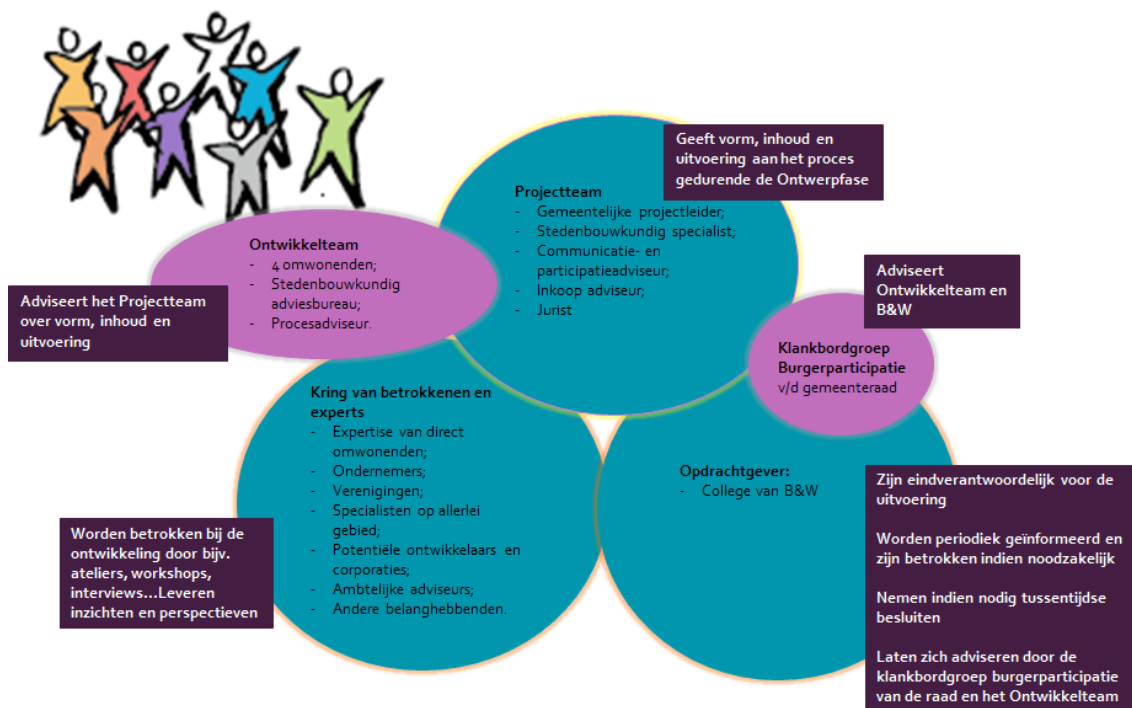 Geeft vorm, inhoud en
uitvoering aan het proces
gedurende de Ontwerpfase
Projectteam
- Gemeentelijke projectleider;
- Stedenbouwkundig specialist;
- Communicatie- en
participatieadviseur;
- Inkoop adviseur;
- Jurist
Ontwikkelteam
- 4 omwonenden;
- Stedenbouwkundig
adviesbureau;
- Procesadviseur.
Adviseert het Projectteam
over vorm, inhoud en
uitvoering
Adviseert
Ontwikkelteam en
B&W
Klankbordgroep
Burgerparticipatie
v/d gemeenteraad
Kring van betrokkenen en
experts
- Expertise van direct
omwonenden;
- Ondernemers;
- Verenigingen;
- Specialisten op allerlei
gebied;
- Potentiële ontwikkelaars en
corporaties;
- Ambtelijke adviseurs;
- Andere belanghebbenden.
Worden betrokken bij de
ontwikkeling door bijv.
ateliers, workshops,
interviews...Leveren
inzichten en perspectieven
Opdrachtgever:
- College van B&W
Zijn eindverantwoordelijk voor de
uitvoering
Worden periodiek geïnformeerd en
zijn betrokken indien noodzakelijk
Nemen indien nodig tussentijdse
besluiten
Laten zich adviseren door de
klankbordgroep burgerparticipatie
van de raad en het Ontwikkelteam